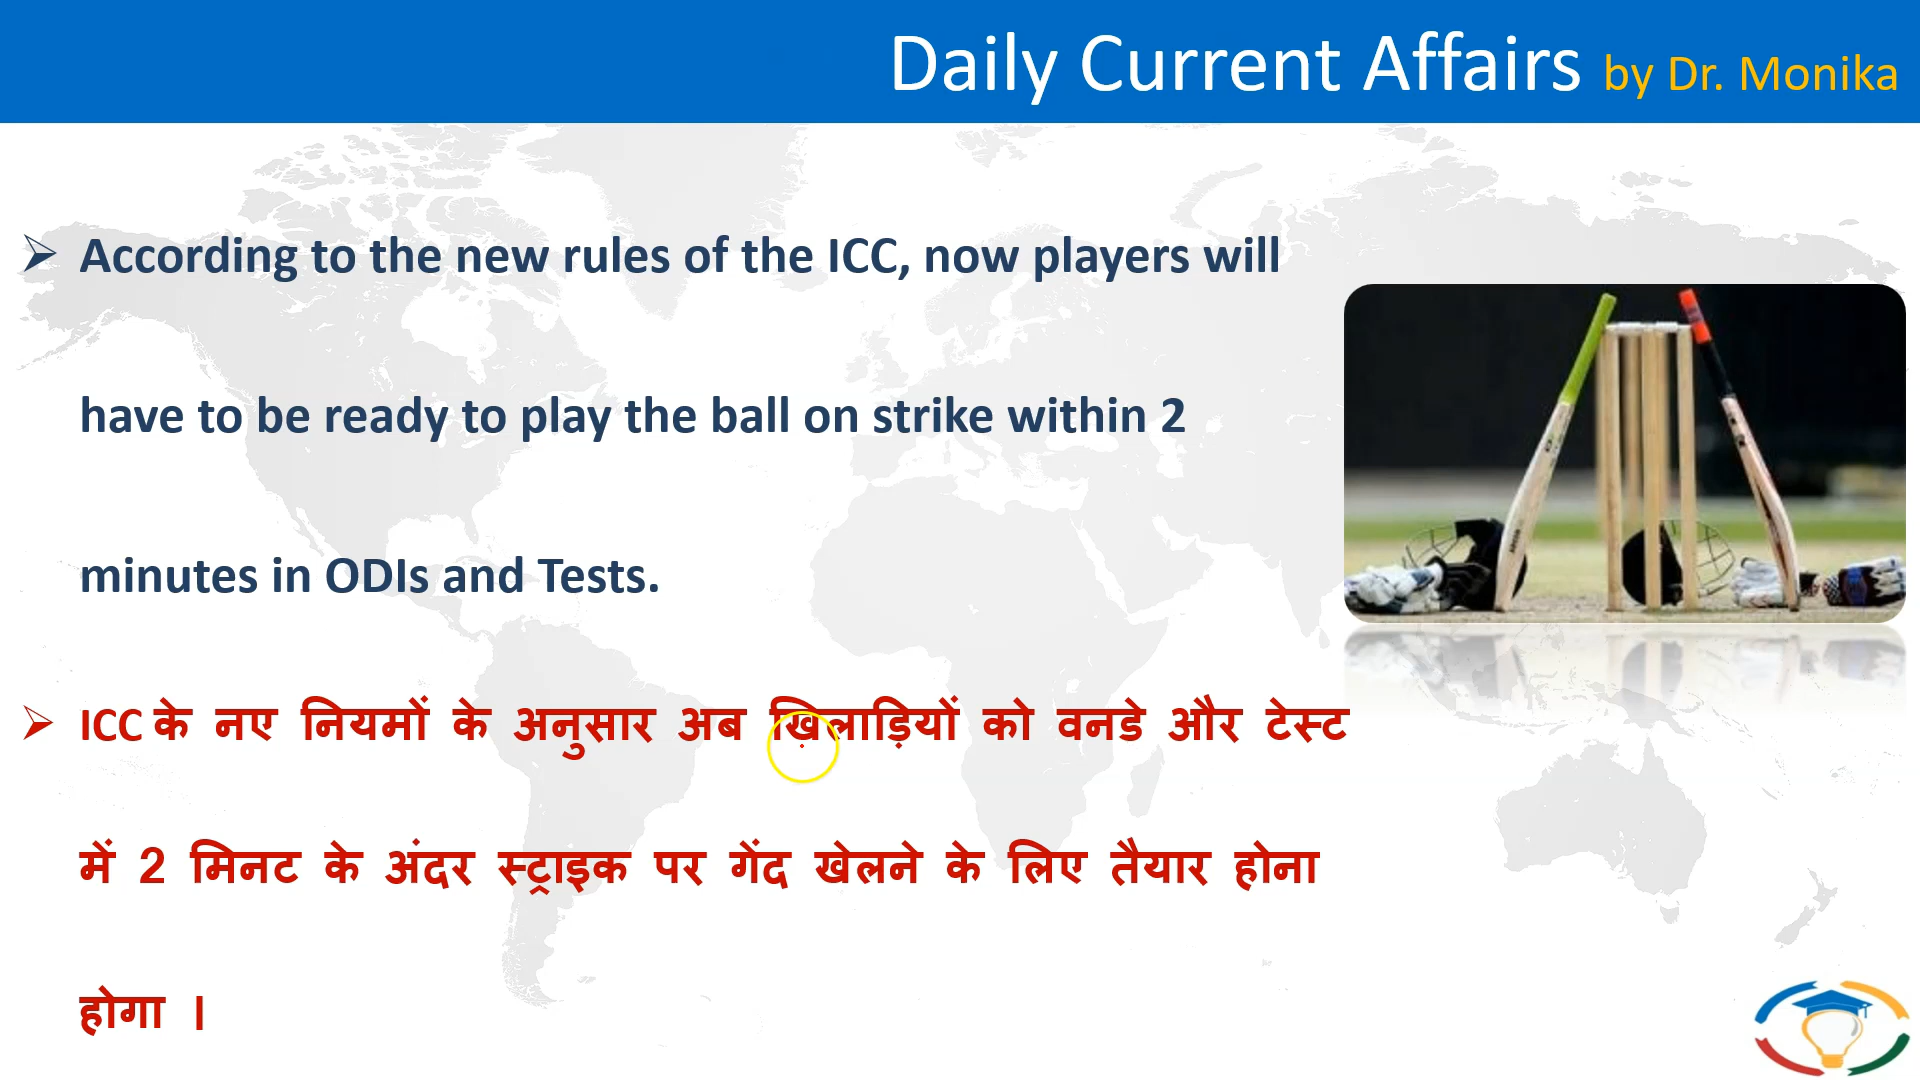 Daily Current Affairs by Dr. Monika
According to the new rules of the ICC, now players will
have to be ready to play the ball on strike within 2
minutes in ODIs and Tests.
ICC के नए नियमों के अनुसार अब खिलाड़ियों को वनडे और टेस्ट
में 2 मिनट के अंदर स्ट्राइक पर गेंद खेलने के लिए तैयार होना
होगा ।